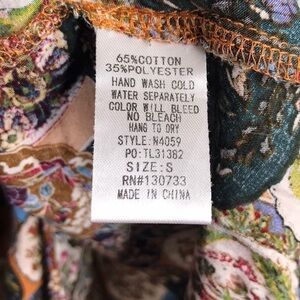 65%COTTON
35%POLYESTER
HAND WASH COLD
WATER SEPARATELY
COLOR WILL BLEED
NO BLEACH
HANG TO DRY
STYLE:N4059
PO:TL31382
SIZE:S
RN#130733
MADE IN CHINA